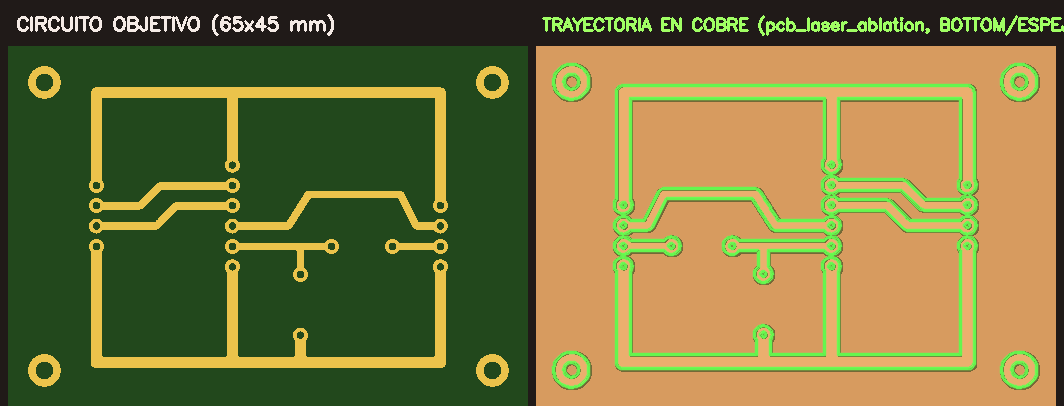 CIRCUITO OBJETIVO (65x45 mm)
TRAYECTORIA EN COBRE (pcb_laser_ablation, BOTTOM/ESPE